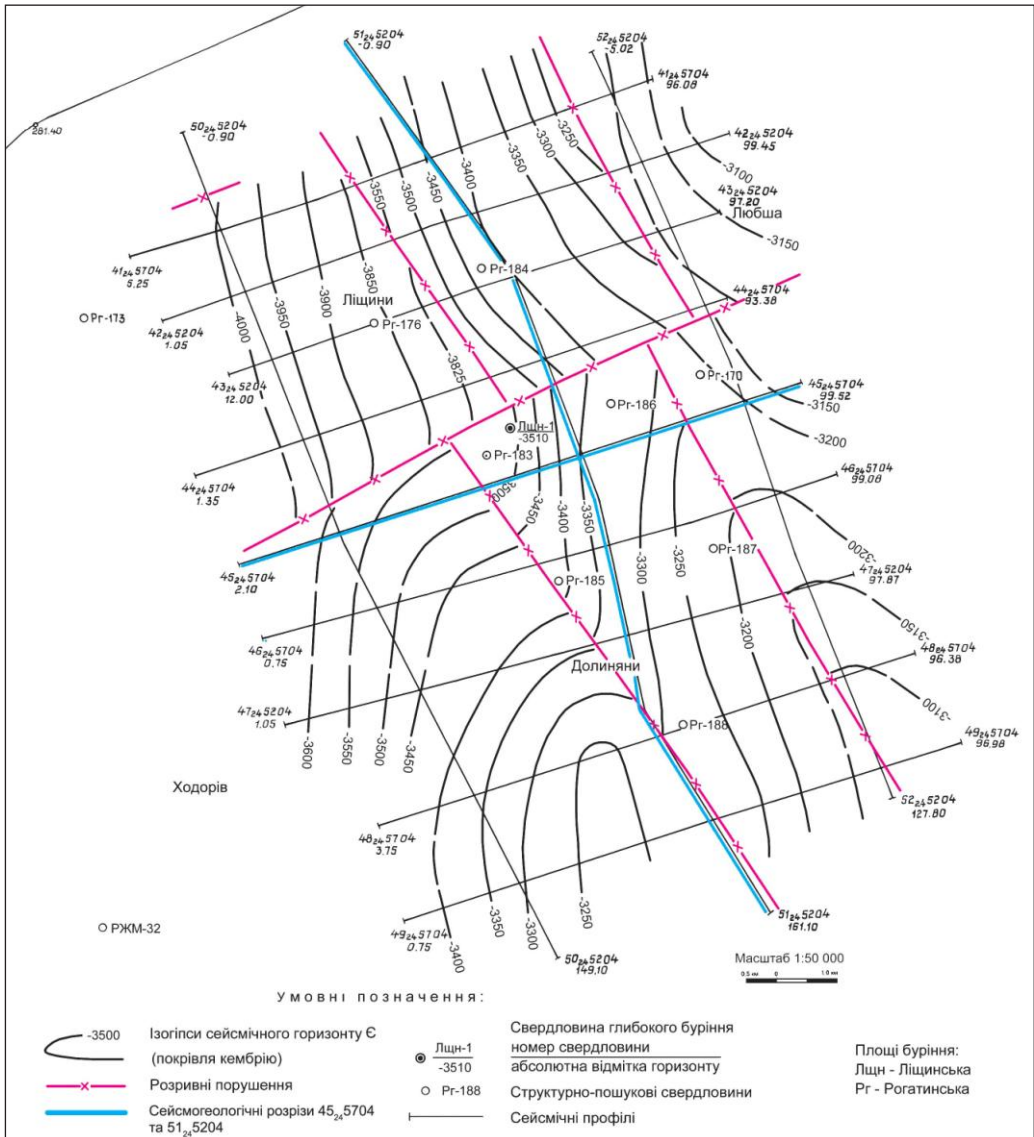 51₂₄5204
-0.90
52₂₄5204
-5.02
41₂₄5704
96.08
281.40
50₂₄5204
-0.90
42₂₄5704
99.45
-3250
-3300
-3350
-3400
-3450
-3500
-3550
-3100
43₂₄5204
97.20
Любша
-3150
41₂₄5704
5.25
Рг-184
Ліщини
-3850
-3900
-3950
-4000
44₂₄5704
93.38
Рг-173
42₂₄5204
1.05
Рг-176
43₂₄5204
12.00
-3825
Рг-170
45₂₄5704
99.52
-3150
Рг-186
Лщн-1
-3510
-3200
Рг-183
44₂₄5704
1.35
46₂₄5704
99.08
-3500
-3450
-3400
-3350
-3300
-3250
-3200
Рг-187
45₂₄5704
2.10
Рг-185
47₂₄5204
97.87
-3150
-3200
46₂₄5704
0.75
48₂₄5204
96.38
Долиняни
-3100
47₂₄5204
1.05
Рг-188
49₂₄5704
96.98
-3600
-3550
-3500
-3450
Ходорів
52₂₄5204
127.80
48₂₄5704
3.75
-3250
51₂₄5204
161.10
РЖМ-32
49₂₄5704
0.75
-3400
-3350
-3300
50₂₄5204
149.10
Масштаб 1:50 000
0.5 км 0 1.0 км
Умовні позначення:
-3500 Ізогіпси сейсмічного горизонту Є
(покрівля кембрію)
Розривні порушення
Сейсмогеологічні розрізи 45₂₄5704
та 51₂₄5204
Лщн-1
-3510
Свердловина глибокого буріння
номер свердловини
абсолютна відмітка горизонту
Рг-188 Структурно-пошукові свердловини
Сейсмічні профілі
Площі буріння:
Лщн - Ліщинська
Рг - Рогатинська